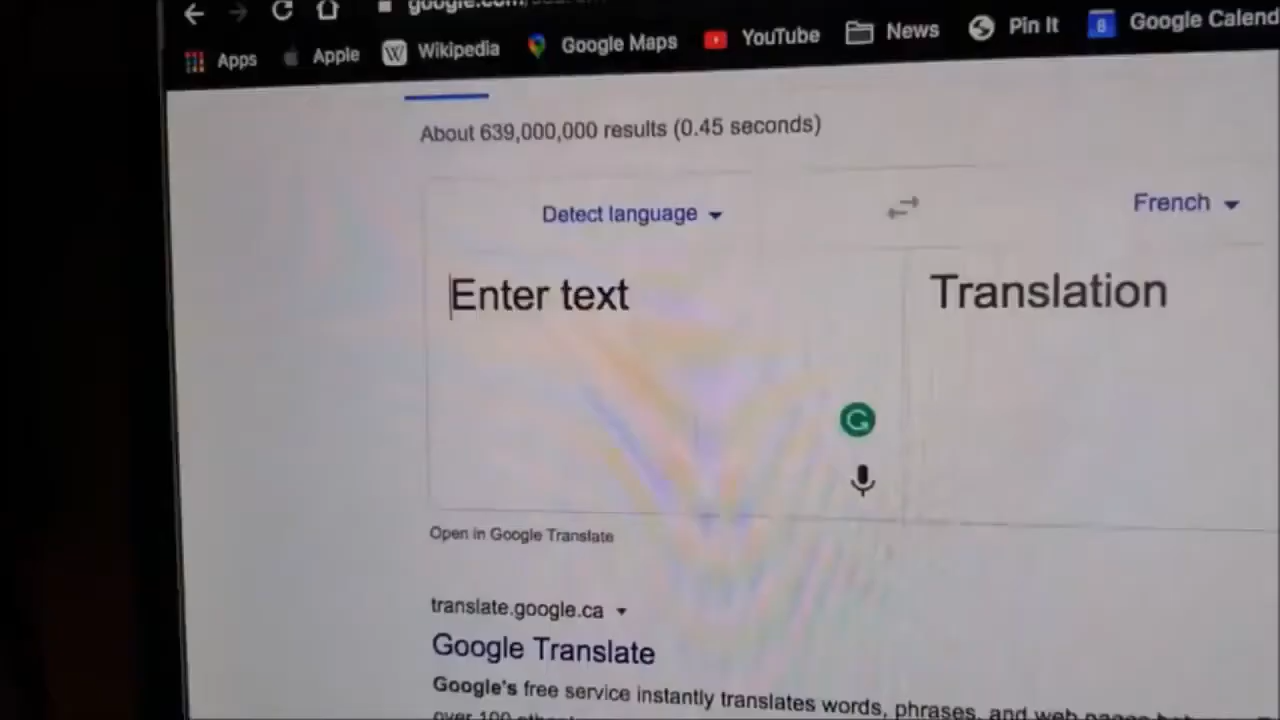 google.com
Apps Apple Wikipedia Google Maps YouTube News Pin It Google Calend
About 639,000,000 results (0.45 seconds)
Detect language French
Enter text Translation
Open in Google Translate
translate.google.ca
Google Translate
Google's free service instantly translates words, phrases, and web pages
over 100